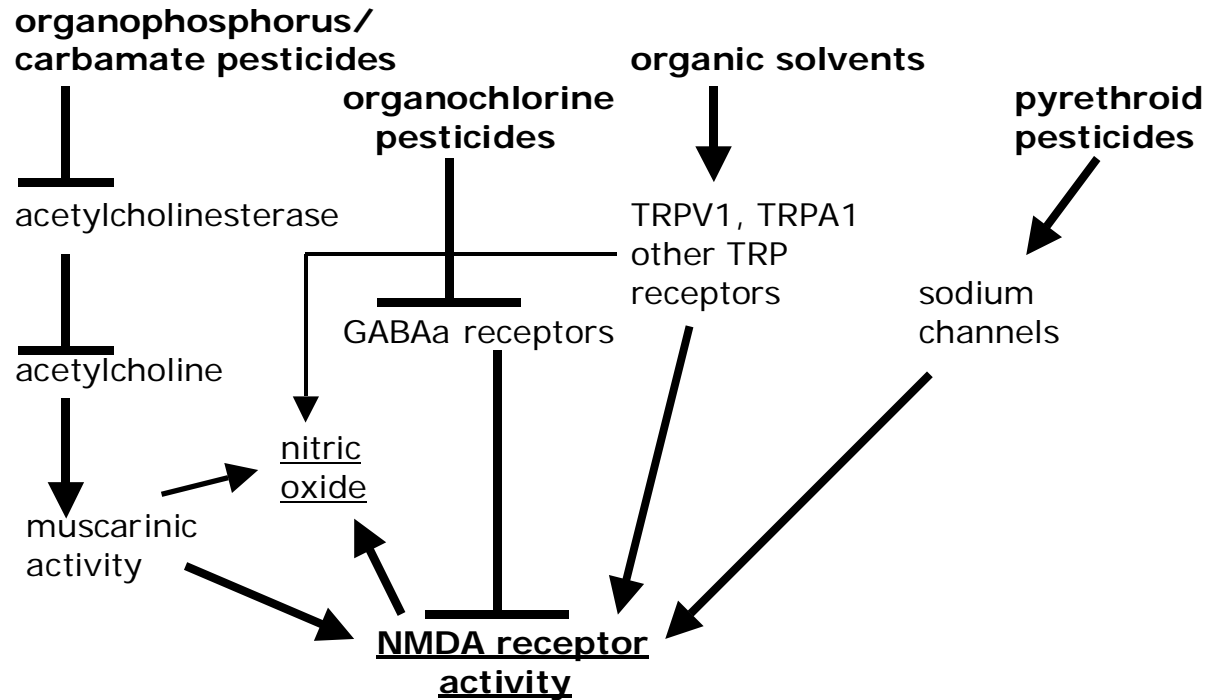 organophosphorus/
carbamate pesticides
organochlorine
pesticides
organic solvents
pyrethroid
pesticides
acetylcholinesterase
TRPV1, TRPA1
other TRP
receptors
sodium
channels
GABAa receptors
acetylcholine
nitric
oxide
muscarinic
activity
NMDA receptor
activity